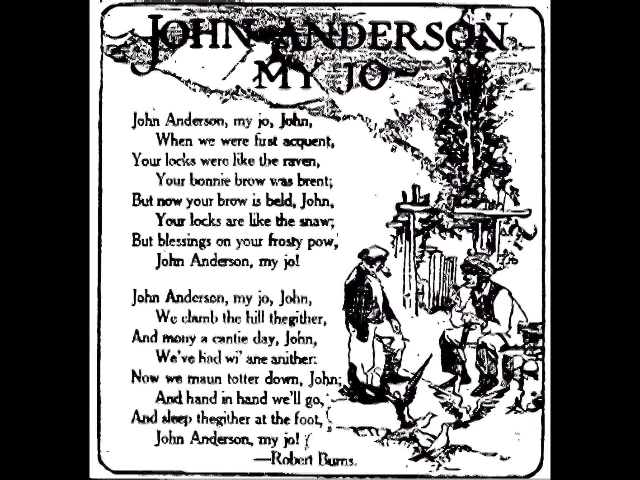 JOHN ANDERSON
MY JO
John Anderson, my jo, John,
When we were first acquent,
Your locks were like the raven,
Your bonnie brow was brent;
But now your brow is beld, John,
Your locks are like the snaw;
But blessings on your frosty pow,
John Anderson, my jo!
John Anderson, my jo, John,
We clamb the hill thegither,
And mony a cantie day, John,
We've had wi' ane anither:
Now we maun totter down, John;
And hand in hand we'll go,
And sleep thegither at the foot,
John Anderson, my jo!
—Robert Burns.